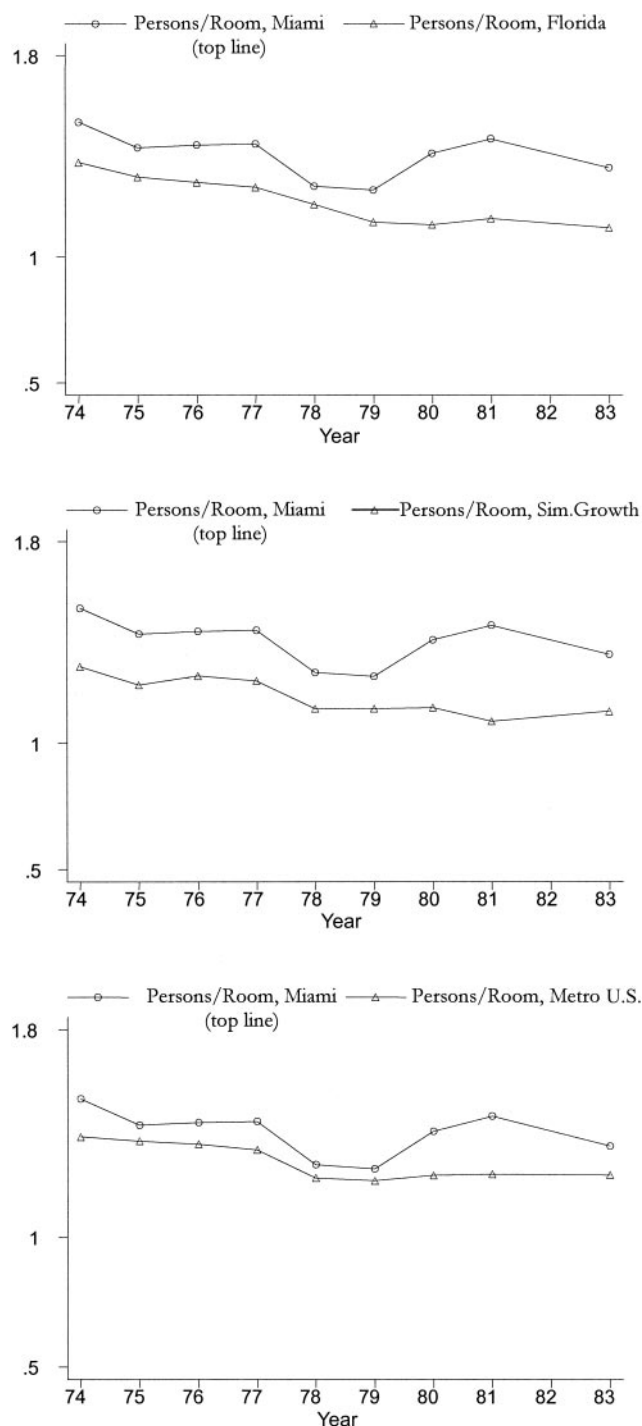 Persons/Room, Miami Persons/Room, Florida
(top line)
1.8
1
.5
74 75 76 77 78 79 80 81 82 83
Year
Persons/Room, Miami Persons/Room, Sim.Growth
(top line)
1.8
1
.5
74 75 76 77 78 79 80 81 82 83
Year
Persons/Room, Miami Persons/Room, Metro U.S.
(top line)
1.8
1
.5
74 75 76 77 78 79 80 81 82 83
Year